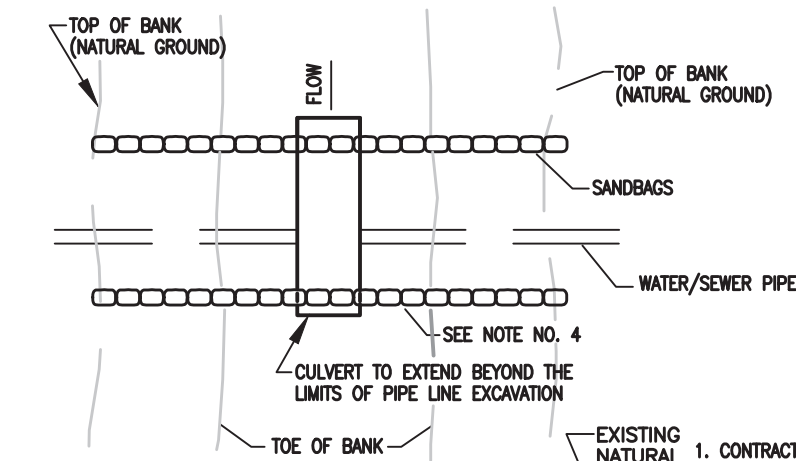 TOP OF BANK
(NATURAL GROUND)
FLOW
TOP OF BANK
(NATURAL GROUND)
SANDBAGS
WATER/SEWER PIPE
SEE NOTE NO. 4
CULVERT TO EXTEND BEYOND THE
LIMITS OF PIPE LINE EXCAVATION
TOE OF BANK
EXISTING
NATURAL
1. CONTRACT